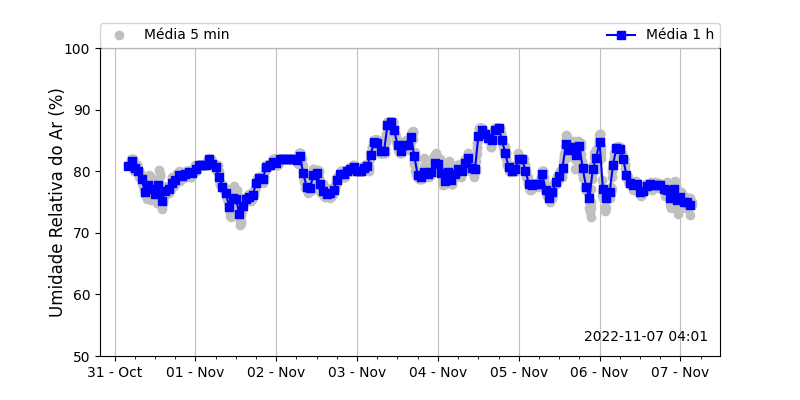 Média 5 min Média 1 h
Umidade Relativa do Ar (%)
100
90
80
70
60
50
2022-11-07 04:01
31 - Oct 01 - Nov 02 - Nov 03 - Nov 04 - Nov 05 - Nov 06 - Nov 07 - Nov